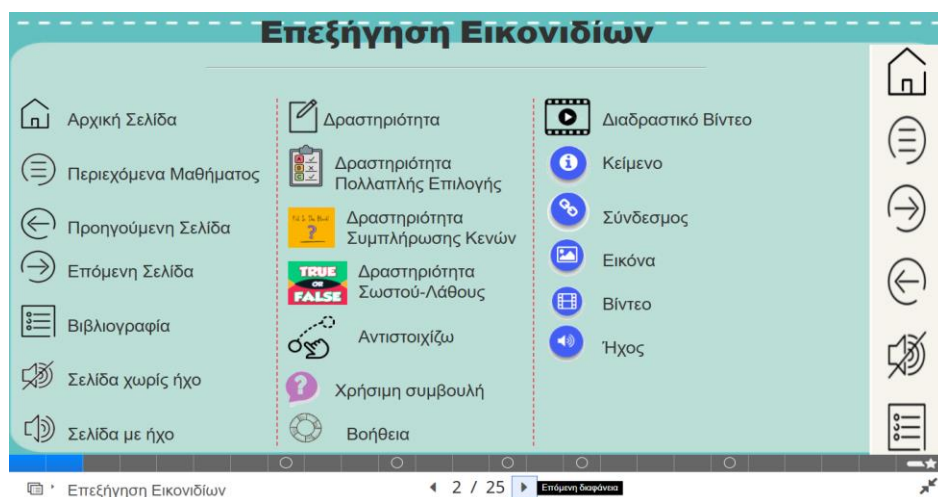 Επεξήγηση Εικονιδίων
Αρχική Σελίδα
Περιεχόμενα Μαθήματος
Προηγούμενη Σελίδα
Επόμενη Σελίδα
Βιβλιογραφία
Σελίδα χωρίς ήχο
Σελίδα με ήχο
Δραστηριότητα
Δραστηριότητα
Πολλαπλής Επιλογής
?
Δραστηριότητα
Συμπλήρωσης Κενών
TRUE
OR
FALSE
Δραστηριότητα
Σωστού-Λάθους
Αντιστοιχίζω
?
Χρήσιμη συμβουλή
Βοήθεια
Διαδραστικό Βίντεο
Κείμενο
Σύνδεσμος
Εικόνα
Βίντεο
Ήχος
Επεξήγηση Εικονιδίων
2 / 25
Επόμενη διαφάνεια